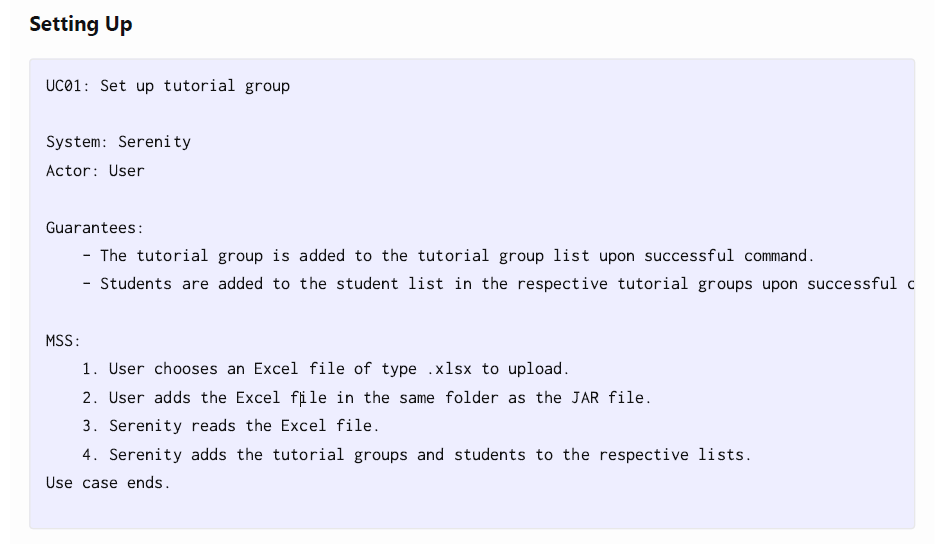 Setting Up
UC01: Set up tutorial group
System: Serenity
Actor: User
Guarantees:
- The tutorial group is added to the tutorial group list upon successful command.
- Students are added to the student list in the respective tutorial groups upon successful
MSS:
1. User chooses an Excel file of type .xlsx to upload.
2. User adds the Excel file in the same folder as the JAR file.
3. Serenity reads the Excel file.
4. Serenity adds the tutorial groups and students to the respective lists.
Use case ends.